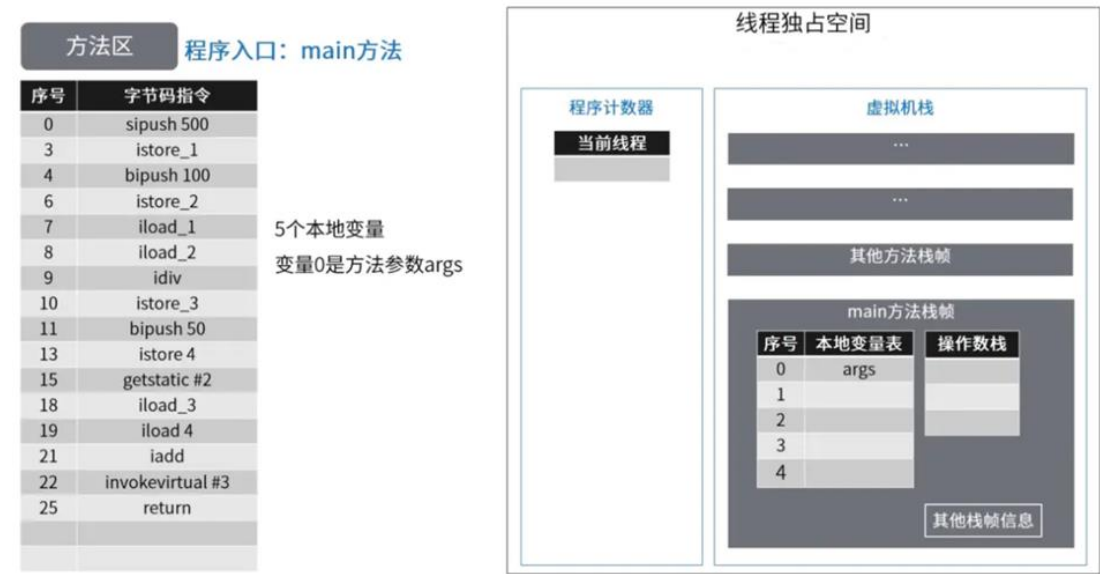 方法区
程序入口：main方法
序号 字节码指令
0 sipush 500
3 istore_1
4 bipush 100
6 istore_2
7 iload_1
8 iload_2
9 idiv
10 istore_3
11 bipush 50
13 istore 4
15 getstatic #2
18 iload_3
19 iload 4
21 iadd
22 invokevirtual #3
25 return
5个本地变量
变量0是方法参数args
线程独占空间
程序计数器
当前线程
虚拟机栈
...
...
其他方法栈帧
main方法栈帧
序号 本地变量表 操作数栈
0 args
1
2
3
4
其他栈帧信息